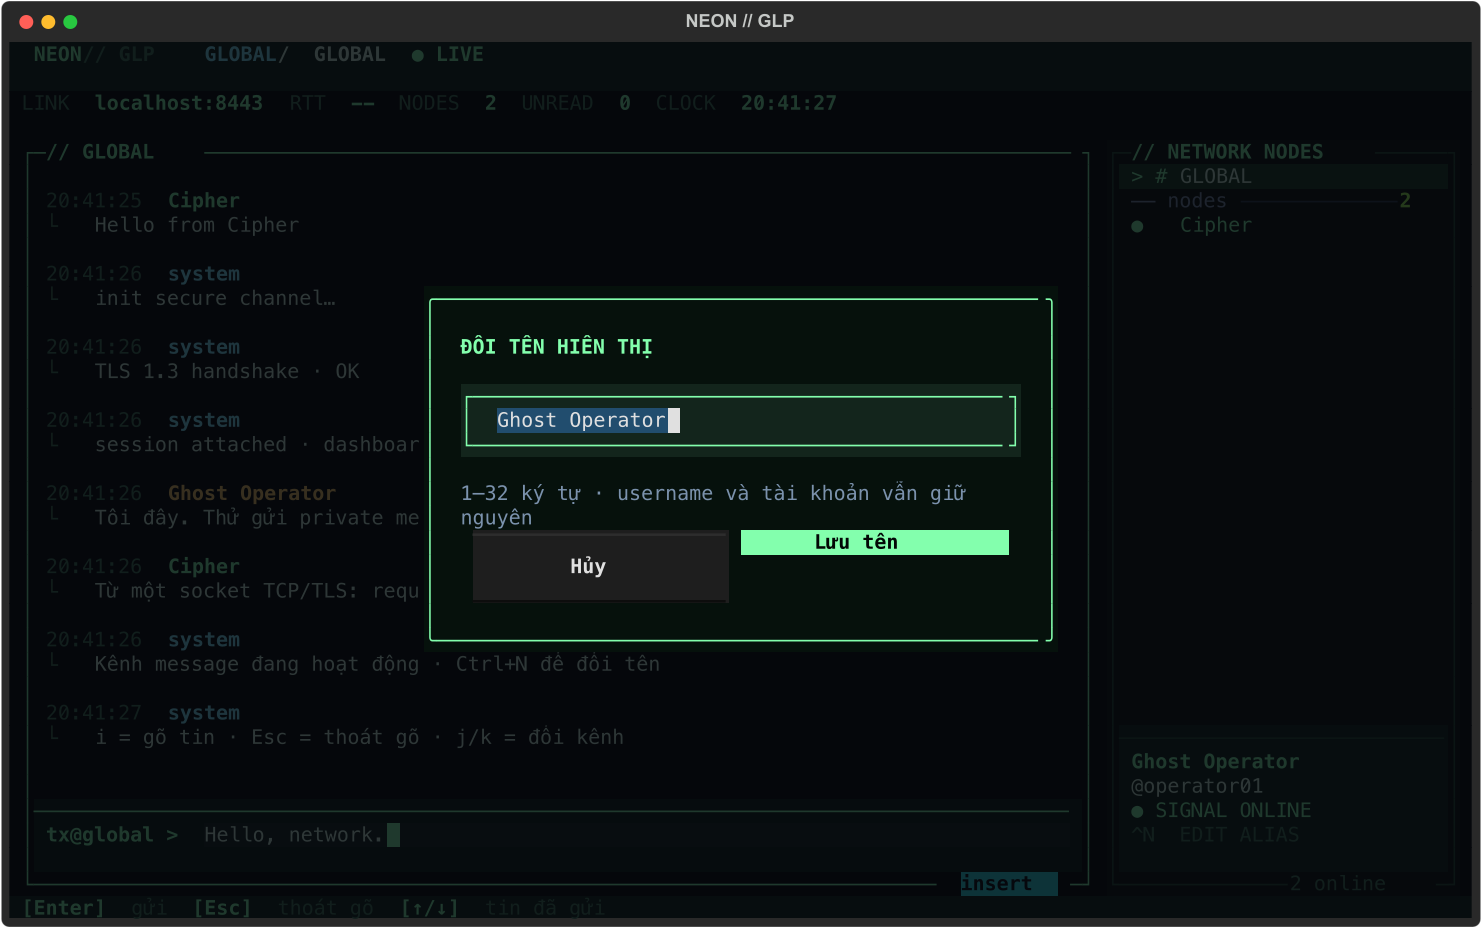 NEON // GLP
NEON// GLP GLOBAL/ GLOBAL ● LIVE
LINK localhost:8443 RTT −− NODES 2 UNREAD 0 CLOCK 20:41:27
// GLOBAL
20:41:25 Cipher
Hello from Cipher
20:41:26 system
init secure channel…
20:41:26 system
TLS 1.3 handshake · OK
20:41:26 system
session attached · dashboar
20:41:26 Ghost Operator
Tôi đây. Thử gửi private me
20:41:26 Cipher
Từ một socket TCP/TLS: requ
20:41:26 system
Kênh message đang hoạt động · Ctrl+N để đổi tên
20:41:27 system
i = gõ tin · Esc = thoát gõ · j/k = đổi kênh
tx@global > Hello, network.
insert
[Enter] gửi [Esc] thoát gõ [↑/↓] tin đã gửi
ĐỔI TÊN HIỂN THỊ
Ghost Operator
1–32 ký tự · username và tài khoản vẫn giữ
nguyên
Hủy
Lưu tên
// NETWORK NODES
> # GLOBAL
nodes 2
● Cipher
Ghost Operator
@operator01
● SIGNAL ONLINE
^N EDIT ALIAS
2 online